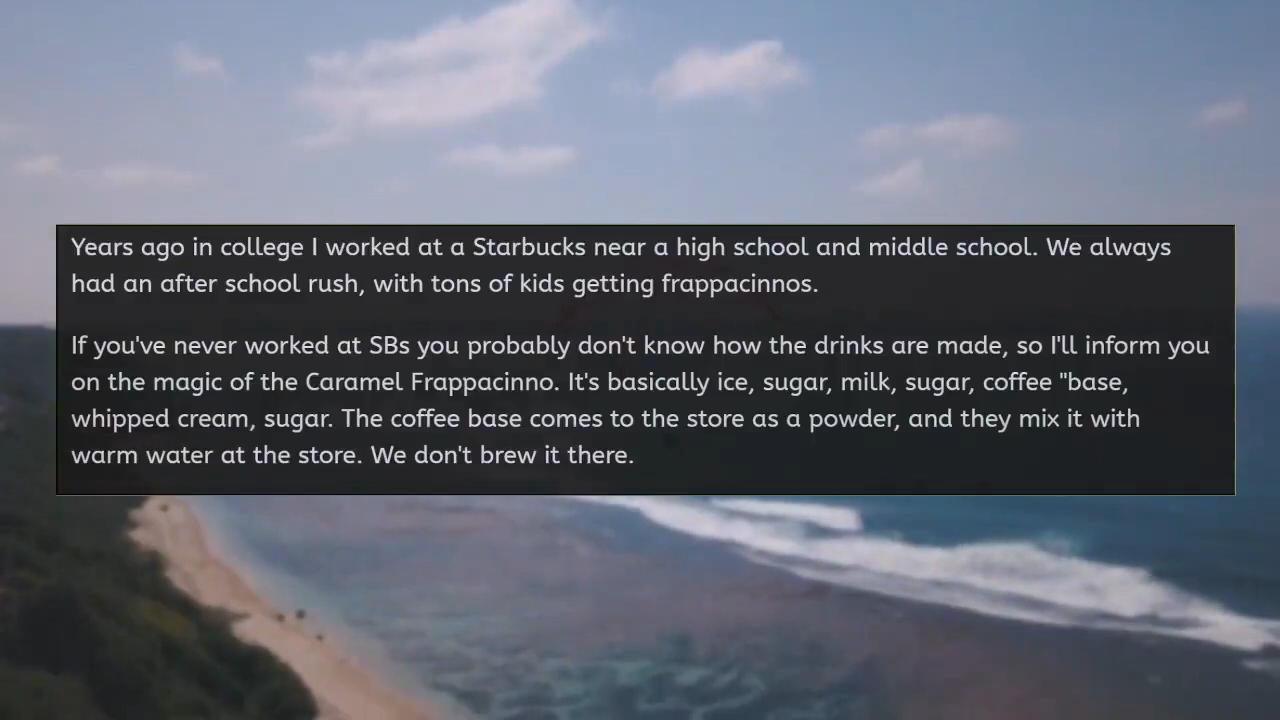 Years ago in college I worked at a Starbucks near a high school and middle school. We always
had an after school rush, with tons of kids getting frappacinnos.
If you've never worked at SBs you probably don't know how the drinks are made, so I'll inform you
on the magic of the Caramel Frappacinno. It's basically ice, sugar, milk, sugar, coffee "base,
whipped cream, sugar. The coffee base comes to the store as a powder, and they mix it with
warm water at the store. We don't brew it there.